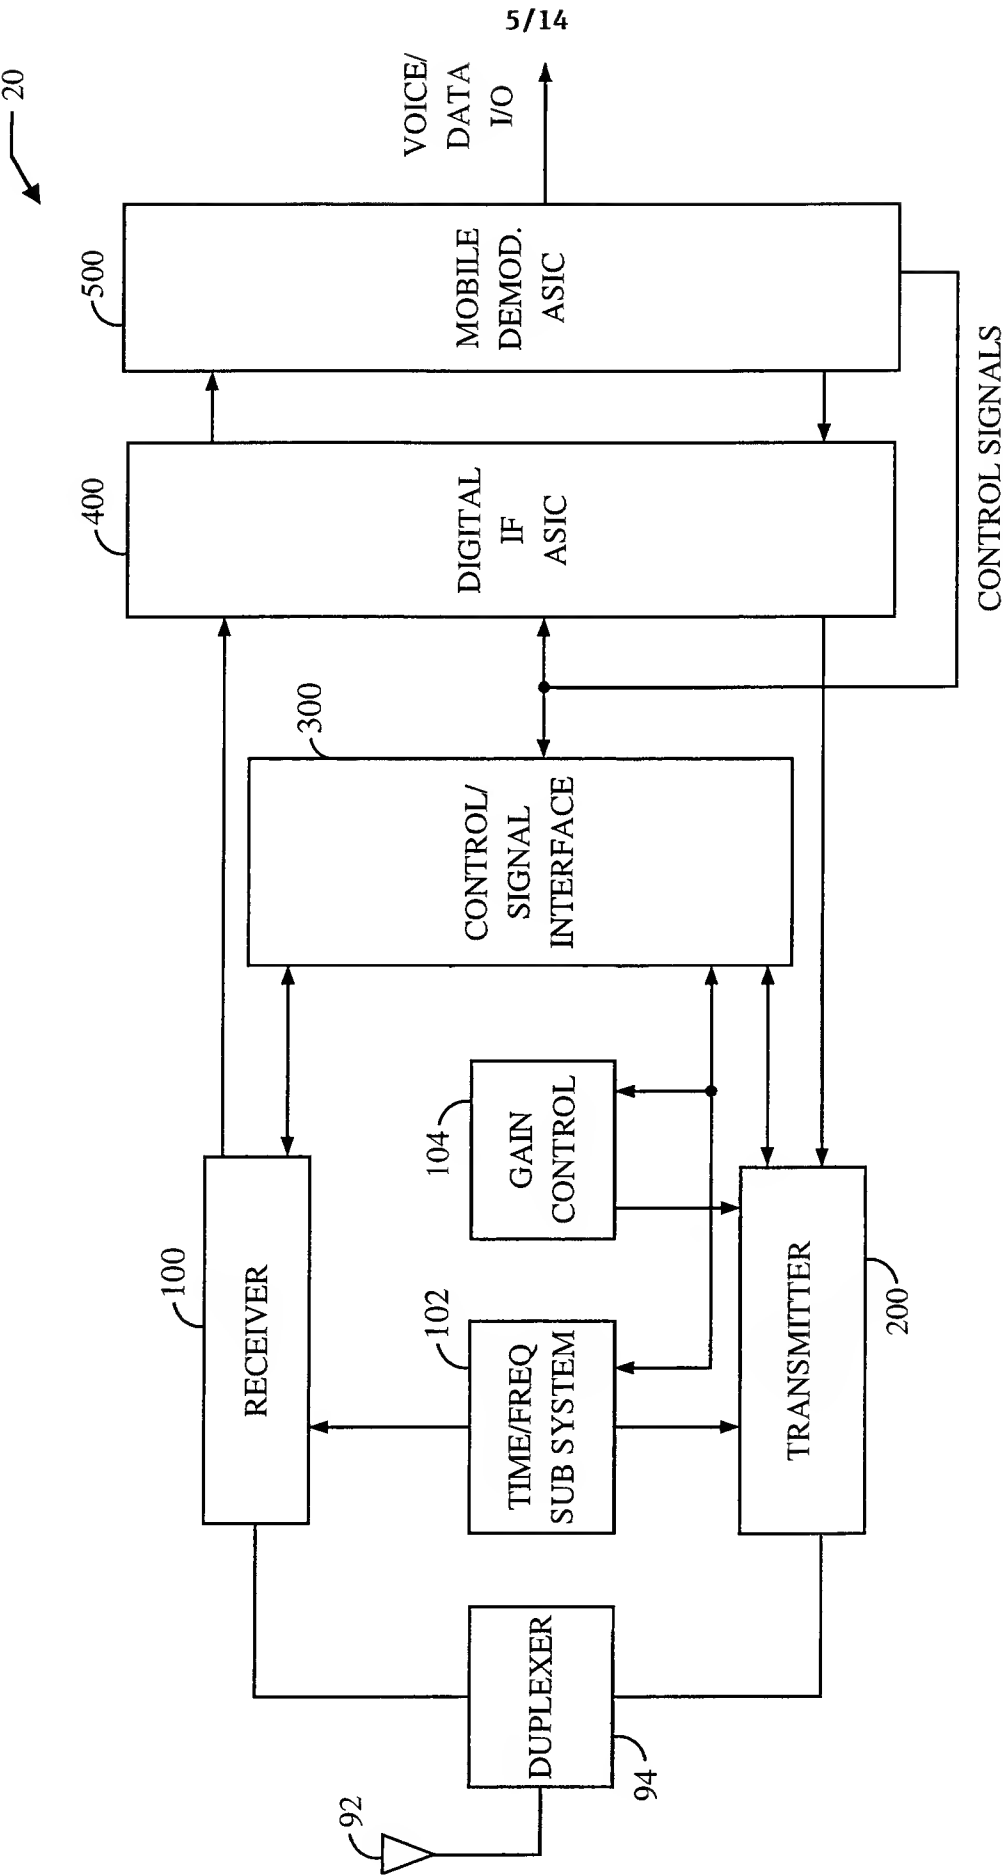 5/14
20
VOICE/
DATA
I/O
500
MOBILE
DEMOD.
ASIC
400
DIGITAL
IF
ASIC
CONTROL SIGNALS
300
CONTROL/
SIGNAL
INTERFACE
104
GAIN
CONTROL
100
RECEIVER
102
TIME/FREQ
SUB SYSTEM
TRANSMITTER
200
DUPLEXER
94
92